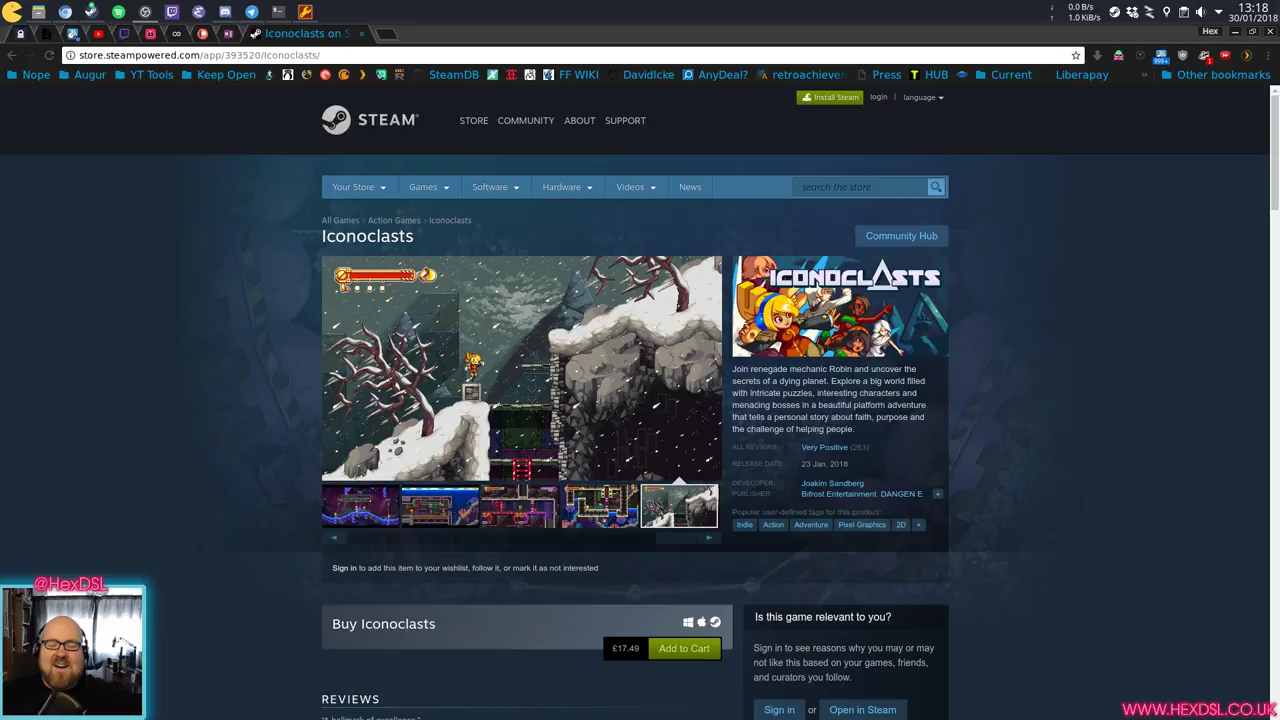 0.0 B/s
1.0 KiB/s
13:18
30/01/2018
Iconoclasts on S
Hex
store.steampowered.com/app/393520/Iconoclasts/
Nope
Augur
YT Tools
Keep Open
SteamDB
FF WIKI
DavidIcke
AnyDeal?
retroachieven
Press
HUB
Current
Liberapay
Other bookmarks
999+
Install Steam
login
language
STEAM
STORE COMMUNITY ABOUT SUPPORT
Your Store Games Software Hardware Videos News
search the store
All Games > Action Games > Iconoclasts
Iconoclasts
Community Hub
ICONOCLASTS
Join renegade mechanic Robin and uncover the
secrets of a dying planet. Explore a big world filled
with intricate puzzles, interesting characters and
menacing bosses in a beautiful platform adventure
that tells a personal story about faith, purpose and
the challenge of helping people.
ALL REVIEWS: Very Positive (263)
RELEASE DATE: 23 Jan, 2018
DEVELOPER: Joakim Sandberg
PUBLISHER: Bifrost Entertainment, DANGEN E +
Popular user-defined tags for this product:
Indie Action Adventure Pixel Graphics 2D +
Sign in to add this item to your wishlist, follow it, or mark it as not interested
Buy Iconoclasts
£17.49 Add to Cart
Is this game relevant to you?
Sign in to see reasons why you may or may
not like this based on your games, friends,
and curators you follow.
Sign in or Open in Steam
REVIEWS
"A hallmark of excellence."
@HexDSL
WWW.HEXDSL.CO.UK